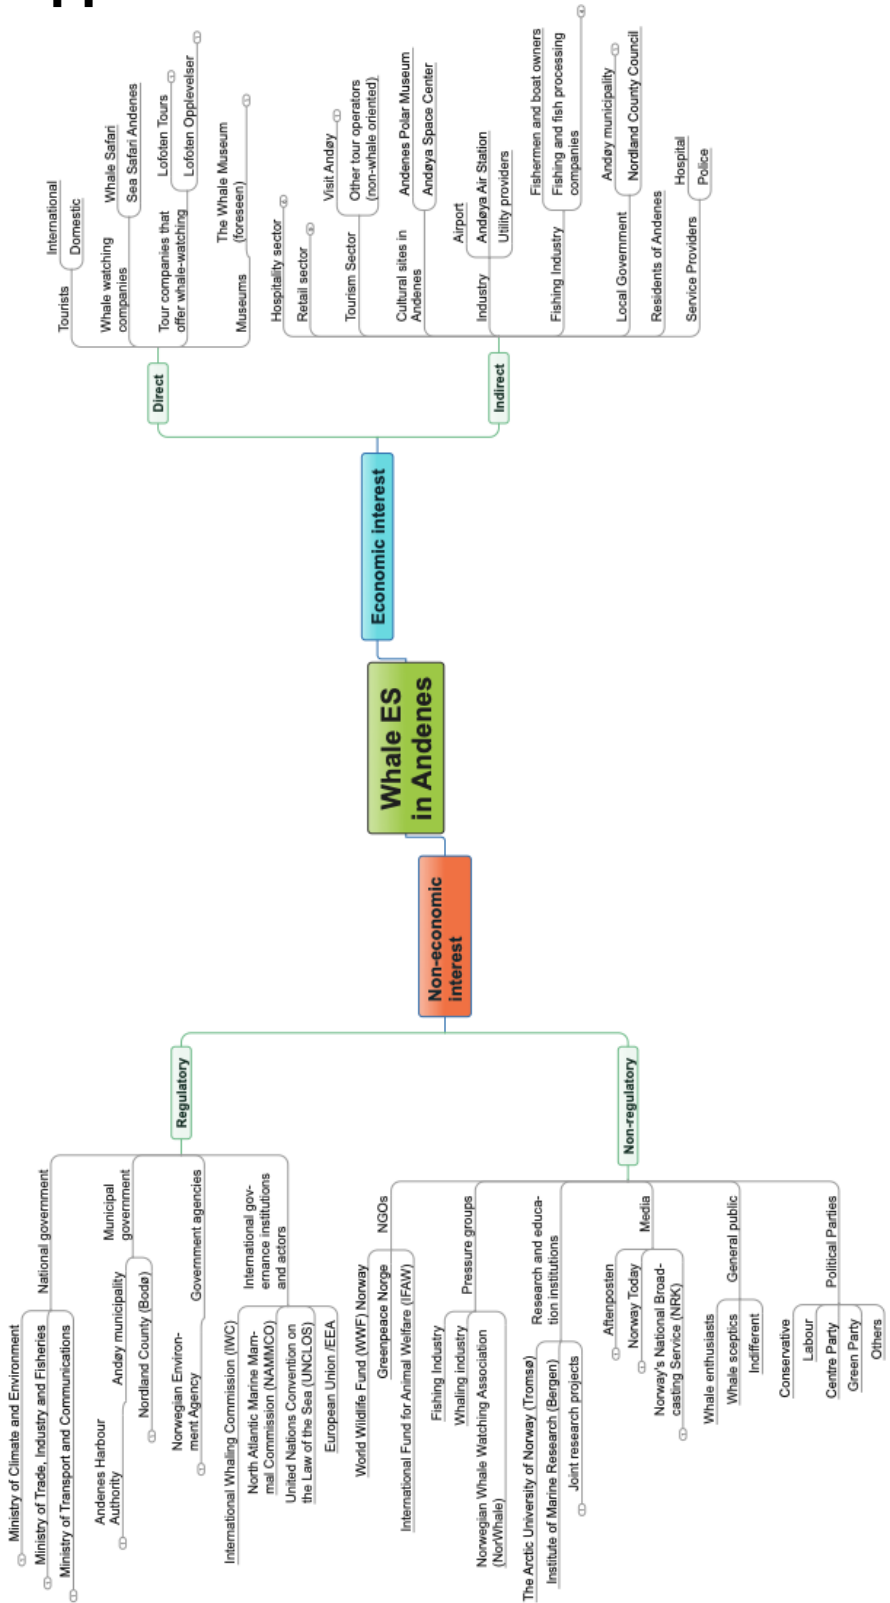 Whale ES
in Andenes
Economic interest
Direct
Tourists
International
Domestic
Whale watching
companies
Whale Safari
Sea Safari Andenes
Tour companies that
offer whale-watching
Lofoten Tours
Lofoten Opplevelser
Museums
The Whale Museum
(foreseen)
Indirect
Hospitality sector
Retail sector
Tourism Sector
Visit Andøy
Other tour operators
(non-whale oriented)
Cultural sites in
Andenes
Andenes Polar Museum
Andøya Space Center
Industry
Airport
Andøya Air Station
Utility providers
Fishing Industry
Fishermen and boat owners
Fishing and fish processing
companies
Local Government
Andøy municipality
Nordland County Council
Residents of Andenes
Service Providers
Hospital
Police
Non-economic
interest
Regulatory
National government
Ministry of Climate and Environment
Ministry of Trade, Industry and Fisheries
Ministry of Transport and Communications
Municipal
government
Andøy municipality
Andenes Harbour
Authority
Nordland County (Bodø)
Government agencies
Norwegian Environ-
ment Agency
International gov-
ernance institutions
and actors
International Whaling Commission (IWC)
North Atlantic Marine Mam-
mal Commission (NAMMCO)
United Nations Convention on
the Law of the Sea (UNCLOS)
European Union /EEA
Non-regulatory
NGOs
World Wildlife Fund (WWF) Norway
Greenpeace Norge
International Fund for Animal Welfare (IFAW)
Pressure groups
Fishing Industry
Whaling industry
Norwegian Whale Watching Association
(NorWhale)
Research and educa-
tion institutions
The Arctic University of Norway (Tromsø)
Institute of Marine Research (Bergen)
Joint research projects
Media
Aftenposten
Norway Today
Norway's National Broad-
casting Service (NRK)
General public
Whale enthusiasts
Whale sceptics
Indifferent
Political Parties
Conservative
Labour
Centre Party
Green Party
Others